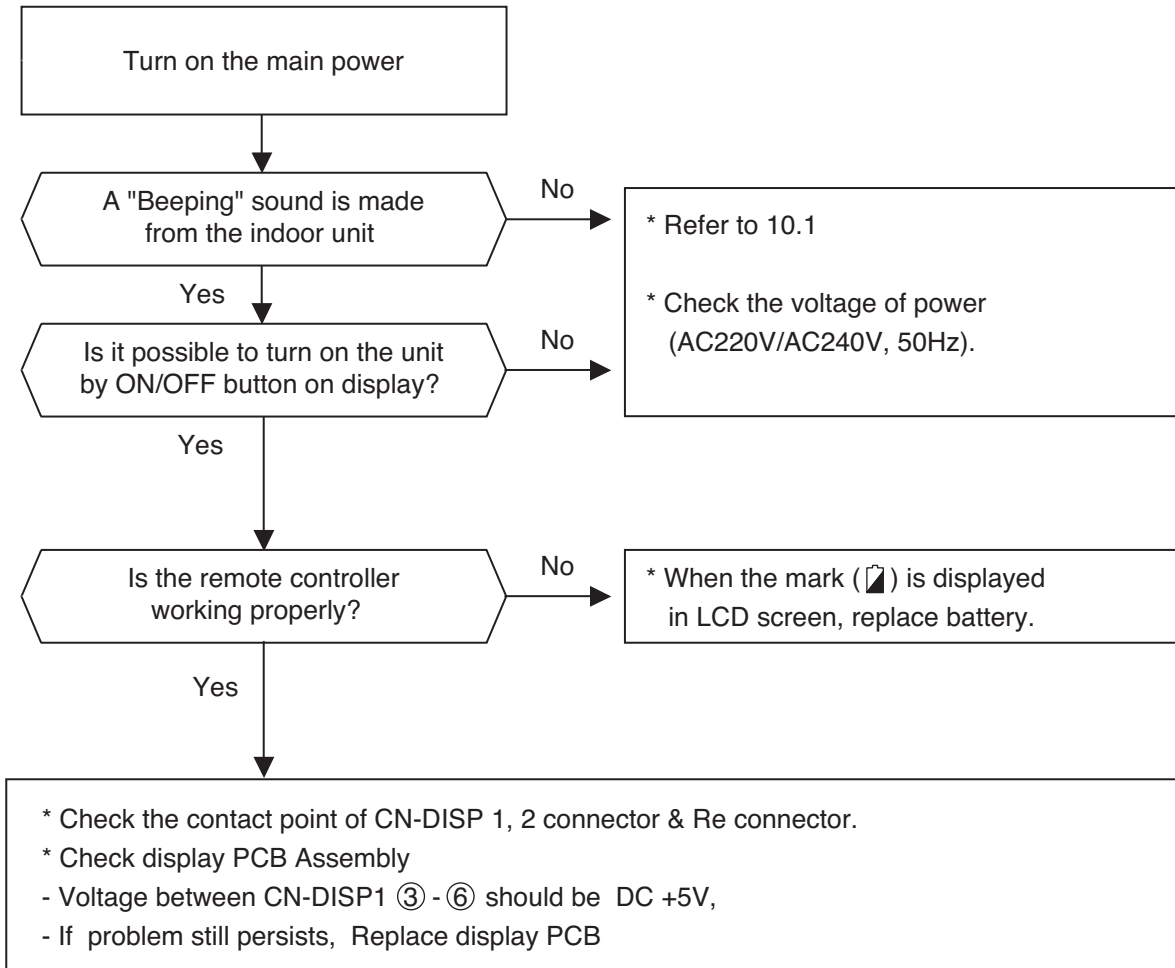 Turn on the main power
A "Beeping" sound is made
from the indoor unit
No
* Refer to 10.1
* Check the voltage of power
(AC220V/AC240V, 50Hz).
Yes
Is it possible to turn on the unit
by ON/OFF button on display?
No
Yes
Is the remote controller
working properly?
No
* When the mark ( ) is displayed
in LCD screen, replace battery.
Yes
* Check the contact point of CN-DISP 1, 2 connector & Re connector.
* Check display PCB Assembly
- Voltage between CN-DISP1 ③ - ⑥ should be DC +5V,
- If problem still persists, Replace display PCB